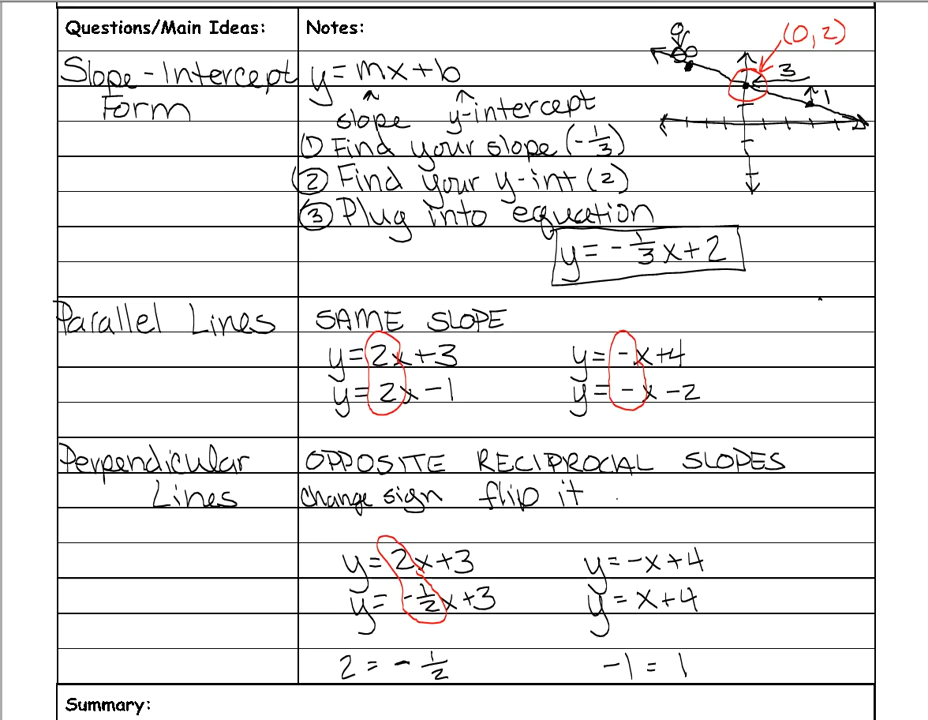 Questions/Main Ideas:
Notes:
(0,2)
3
1
Slope-Intercept
Form
y=mx+b
slope y-intercept
① Find your slope (-1/3)
② Find your y-int (2)
③ Plug into equation
y=-1/3x+2
Parallel Lines
SAME SLOPE
y=2x+3
y=2x-1
y=-x+4
y=-x-2
Perpendicular
Lines
OPPOSITE RECIPROCAL SLOPES
change sign flip it
y=2x+3
y=-1/2x+3
y=-x+4
y=x+4
2=-1/2
-1=1
Summary: